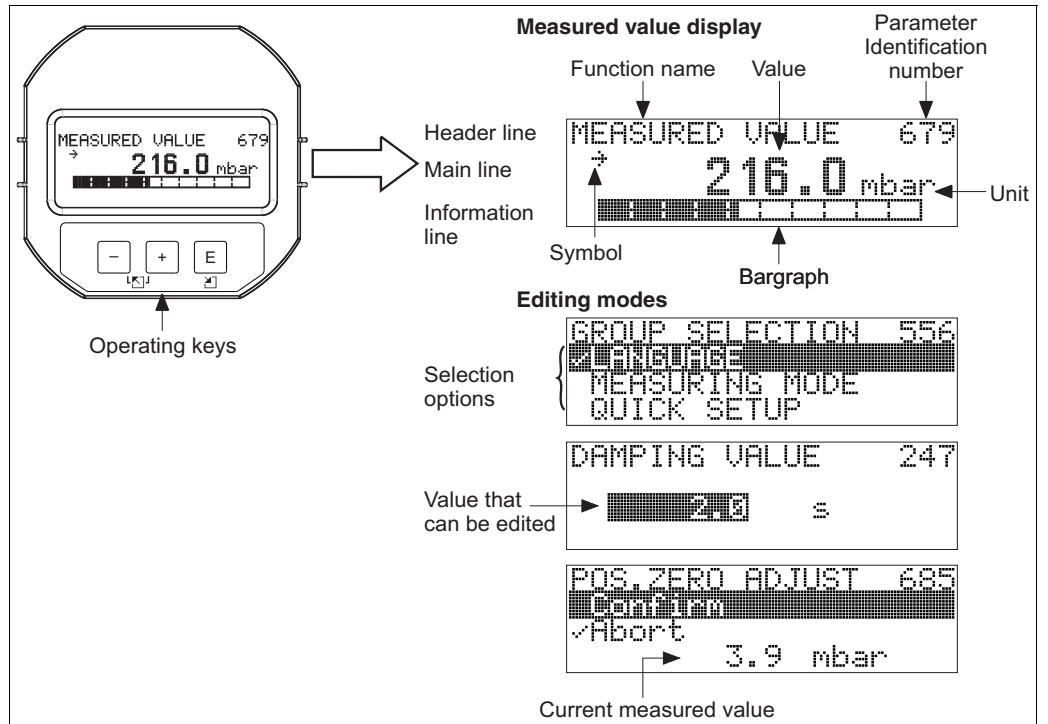 Measured value display
Parameter
Identification
number
Function name
Value
MEASURED VALUE 679
216.0 mbar
- + E
Operating keys
Header line
Main line
Information
line
MEASURED VALUE 679
216.0 mbar
Unit
Symbol
Bargraph
Editing modes
Selection
options
GROUP SELECTION 556
✓LANGUAGE
MEASURING MODE
QUICK SETUP
DAMPING VALUE 247
Value that
can be edited
2.0 s
POS.ZERO ADJUST 685
Confirm
✓Abort
3.9 mbar
Current measured value